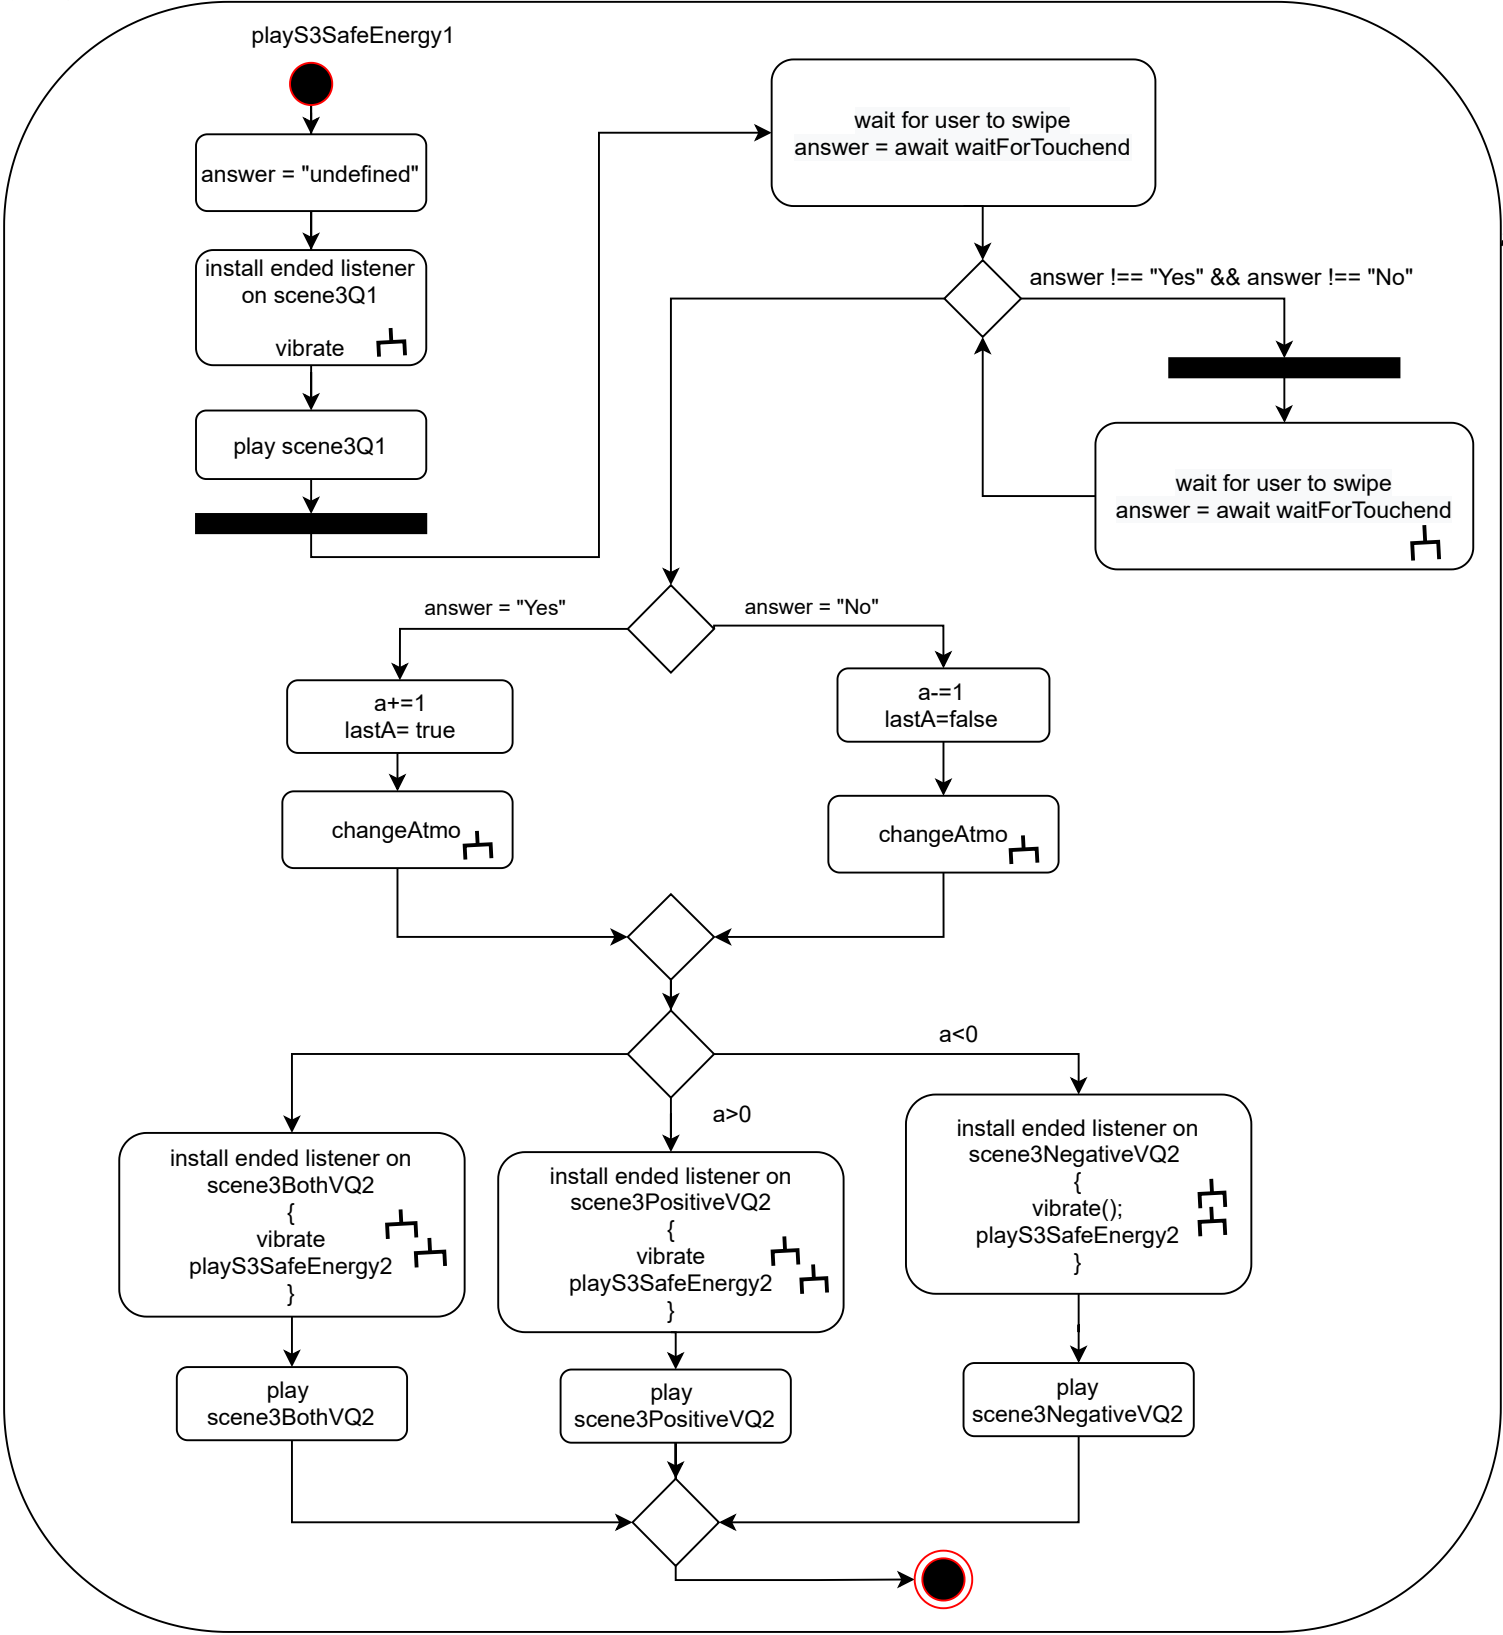 playS3SafeEnergy1
answer = "undefined"
install ended listener
on scene3Q1
vibrate
play scene3Q1
wait for user to swipe
answer = await waitForTouchend
answer !== "Yes" && answer !== "No"
wait for user to swipe
answer = await waitForTouchend
answer = "Yes"
answer = "No"
a+=1
lastA= true
a-=1
lastA=false
changeAtmo
changeAtmo
a<0
a>0
install ended listener on
scene3BothVQ2
{
vibrate
playS3SafeEnergy2
}
install ended listener on
scene3PositiveVQ2
{
vibrate
playS3SafeEnergy2
}
install ended listener on
scene3NegativeVQ2
{
vibrate();
playS3SafeEnergy2
}
play
scene3BothVQ2
play
scene3PositiveVQ2
play
scene3NegativeVQ2